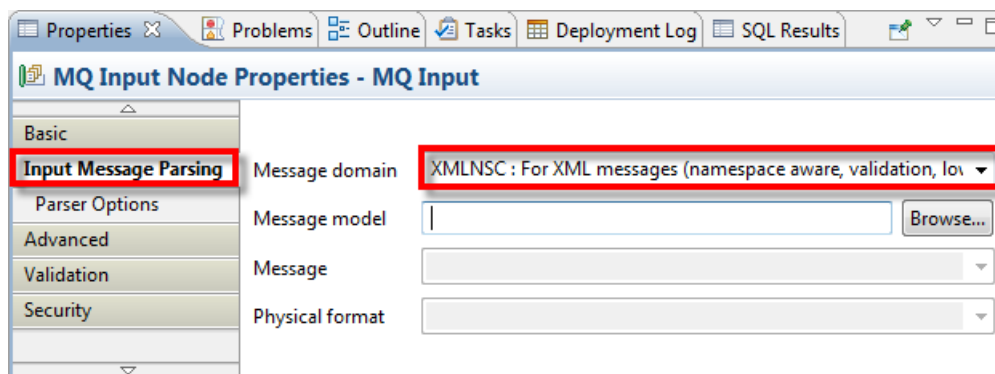 Properties Problems Outline Tasks Deployment Log SQL Results
MQ Input Node Properties - MQ Input
Basic
Input Message Parsing
Message domain XMLNSC : For XML messages (namespace aware, validation,
Parser Options
Message model Browse...
Advanced
Validation
Message
Security
Physical format